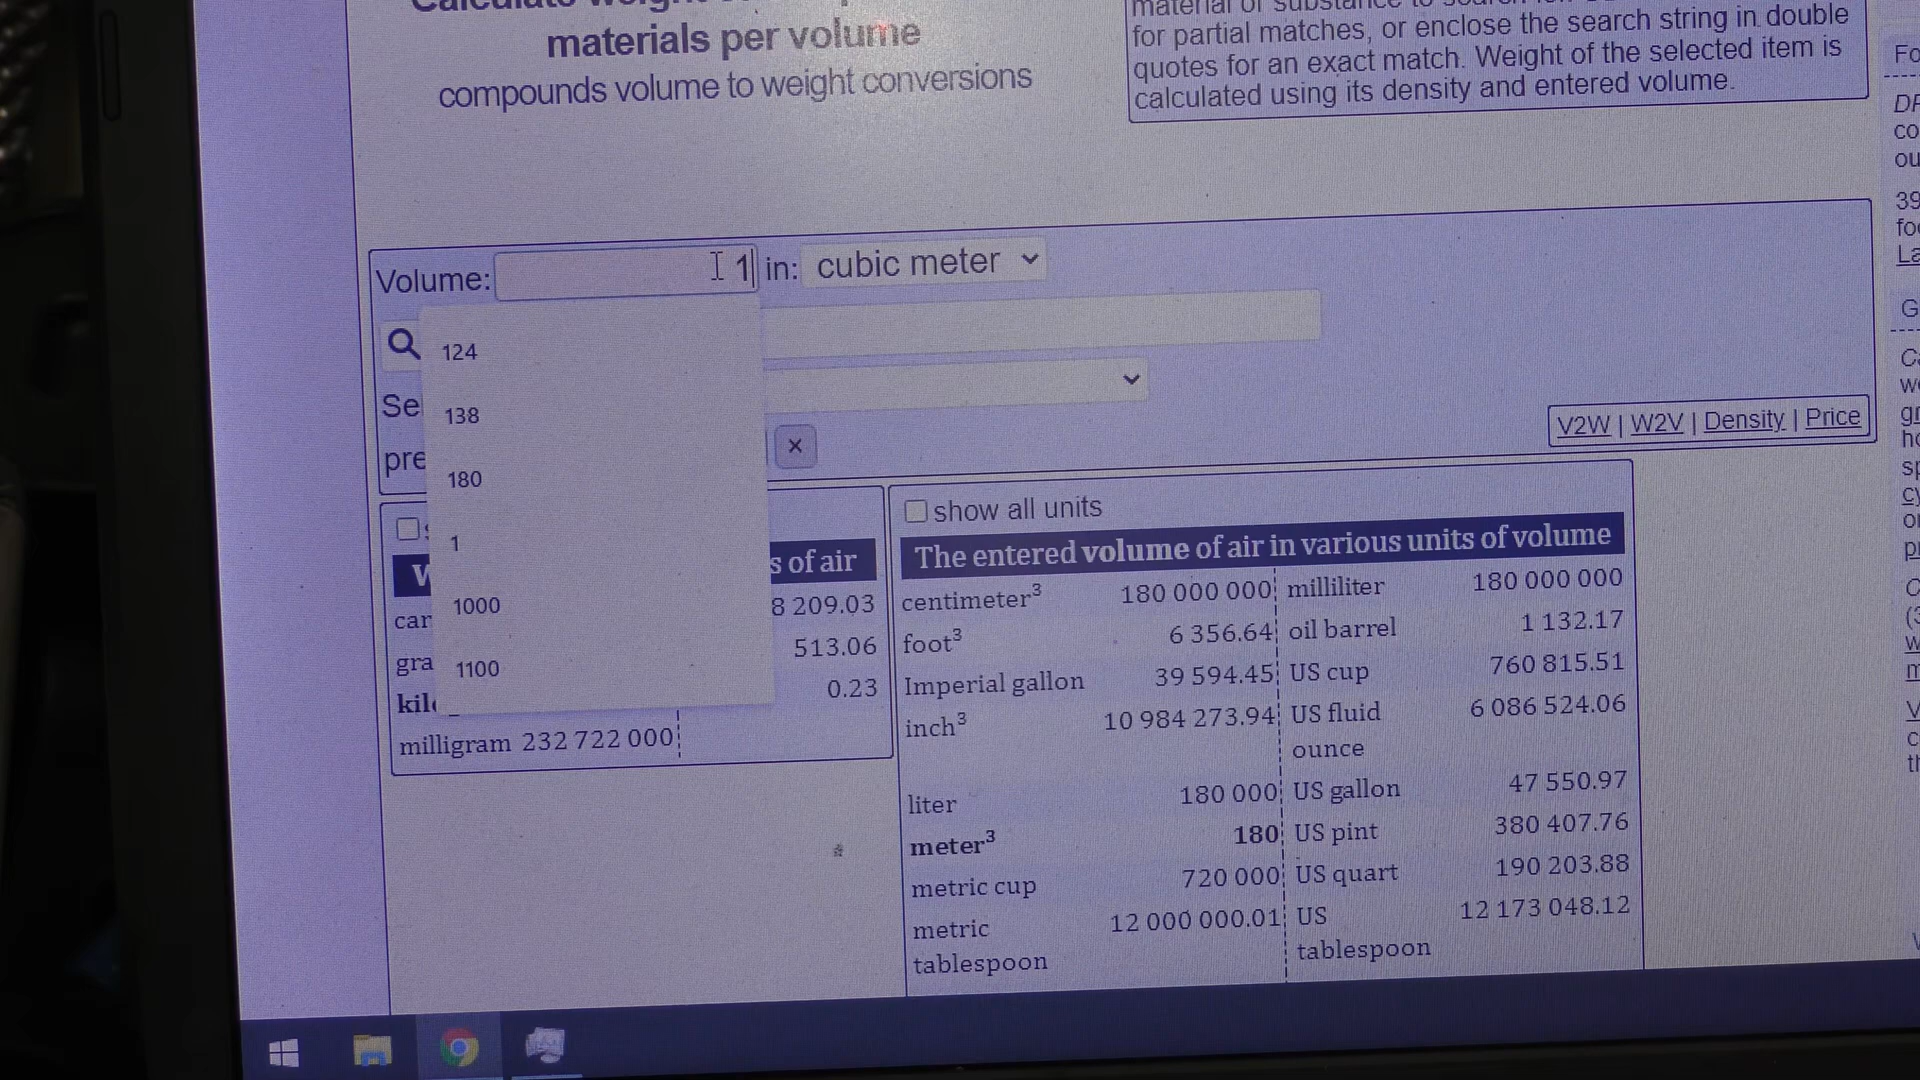 materials per volume
compounds volume to weight conversions
for partial matches, or enclose the search string in double
quotes for an exact match. Weight of the selected item is
calculated using its density and entered volume.
Volume: 1 in: cubic meter
124
138
180
1
1000
1100
Se
pre
V2W | W2V | Density | Price
s of air
car 8 209.03
gra 513.06
0.23
milligram 232 722 000
show all units
The entered volume of air in various units of volume
centimeter³ 180 000 000 milliliter 180 000 000
foot³ 6 356.64 oil barrel 1 132.17
Imperial gallon 39 594.45 US cup 760 815.51
inch³ 10 984 273.94 US fluid 6 086 524.06
ounce
liter 180 000 US gallon 47 550.97
meter³ 180 US pint 380 407.76
metric cup 720 000 US quart 190 203.88
metric 12 000 000.01 US 12 173 048.12
tablespoon tablespoon
Fo
co
ou
39